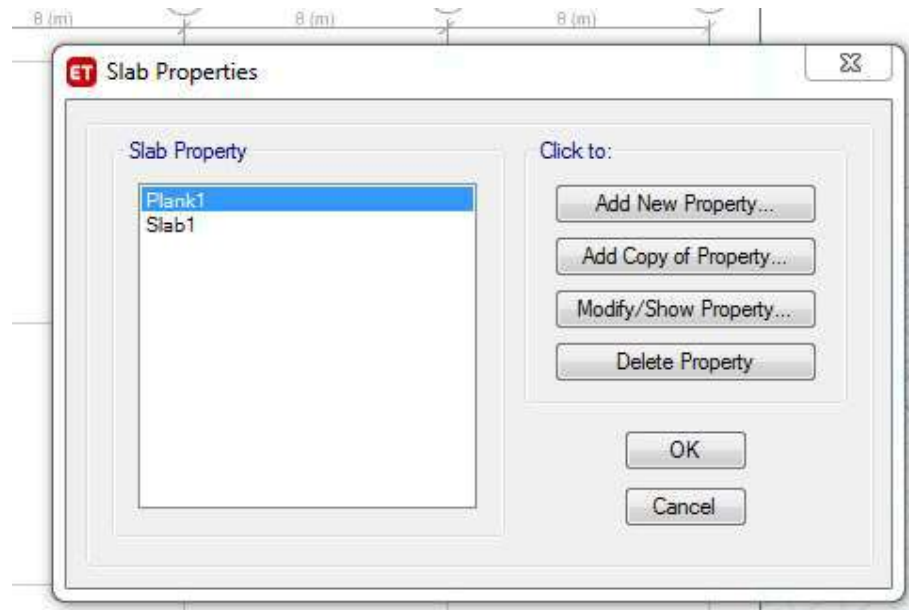 8 (m) 8 (m) 8 (m)
ET Slab Properties
Slab Property
Plank1
Slab1
Click to:
Add New Property...
Add Copy of Property...
Modify/Show Property...
Delete Property
OK
Cancel